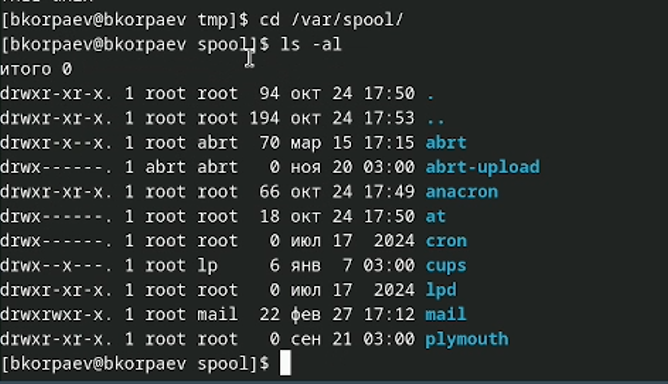 [bkorpaev@bkorpaev tmp]$ cd /var/spool/
[bkorpaev@bkorpaev spool]$ ls -al
итого 0
drwxr-xr-x. 1 root root  94 окт 24 17:50 .
drwxr-xr-x. 1 root root 194 окт 24 17:53 ..
drwxr-x--x. 1 root abrt  70 мар 15 17:15 abrt
drwx------. 1 abrt abrt   0 ноя 20 03:00 abrt-upload
drwxr-xr-x. 1 root root  66 окт 24 17:49 anacron
drwx------. 1 root root  18 окт 24 17:50 at
drwx------. 1 root root   0 июл 17  2024 cron
drwx--x---. 1 root lp     6 янв  7 03:00 cups
drwxr-xr-x. 1 root root   0 июл 17  2024 lpd
drwxrwxr-x. 1 root mail  22 фев 27 17:12 mail
drwxr-xr-x. 1 root root   0 сен 21 03:00 plymouth
[bkorpaev@bkorpaev spool]$